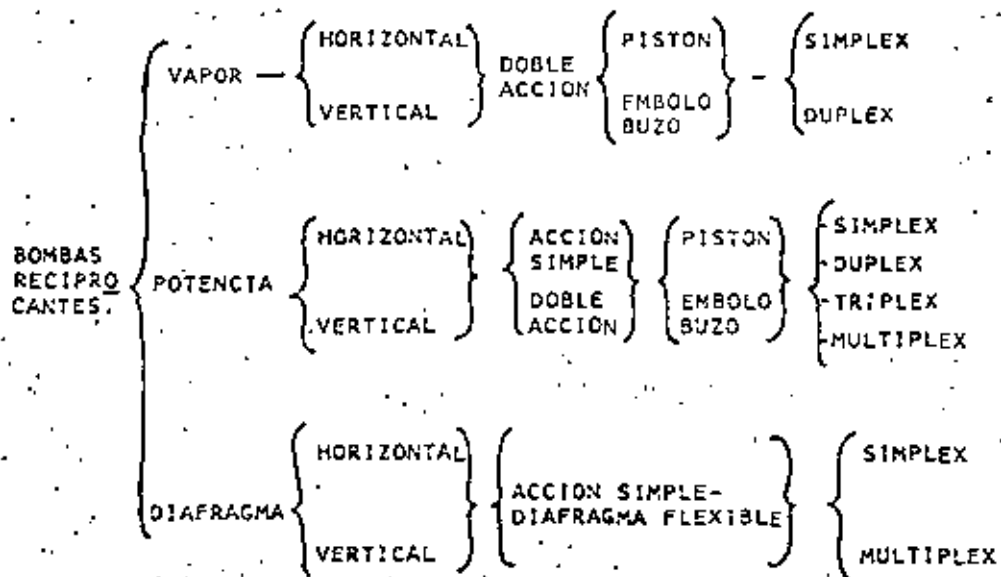 HORIZONTAL
VERTICAL
VAPOR —
DOBLE
ACCION
PISTON
EMBOLO
BUZO
-
SIMPLEX
DUPLEX
BOMBAS
RECIPRO
CANTES.
POTENCIA
HORIZONTAL
VERTICAL
ACCION
SIMPLE
DOBLE
ACCIÓN
PISTON
EMBOLO
BUZO
-SIMPLEX
-DUPLEX
-TRIPLEX
-MULTIPLEX
DIAFRAGMA
HORIZONTAL
VERTICAL
ACCION SIMPLE-
DIAFRAGMA FLEXIBLE
SIMPLEX
MULTIPLEX